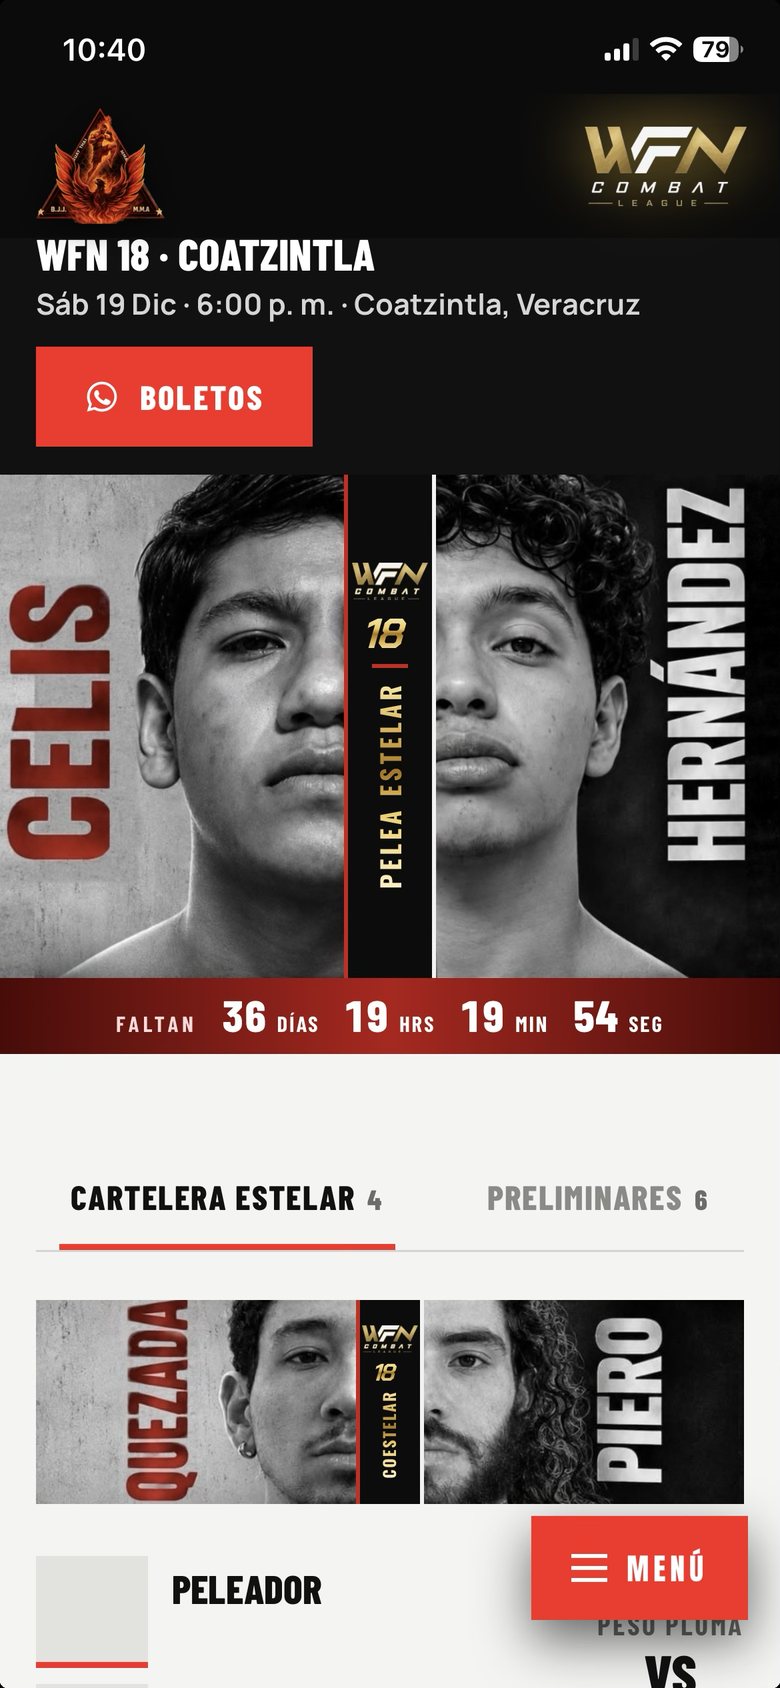 10:40
79
B.J.J. M.M.A
WFN
COMBAT
LEAGUE
WFN 18 · COATZINTLA
Sáb 19 Dic · 6:00 p. m. · Coatzintla, Veracruz
BOLETOS
CELIS
WFN
COMBAT
LEAGUE
18
PELEA ESTELAR
HERNÁNDEZ
FALTAN 36 DÍAS 19 HRS 19 MIN 54 SEG
CARTELERA ESTELAR 4
PRELIMINARES 6
QUEZADA
WFN
COMBAT
LEAGUE
18
COESTELAR
PIERO
PELEADOR
MENÚ
PESO PLUMA
VS